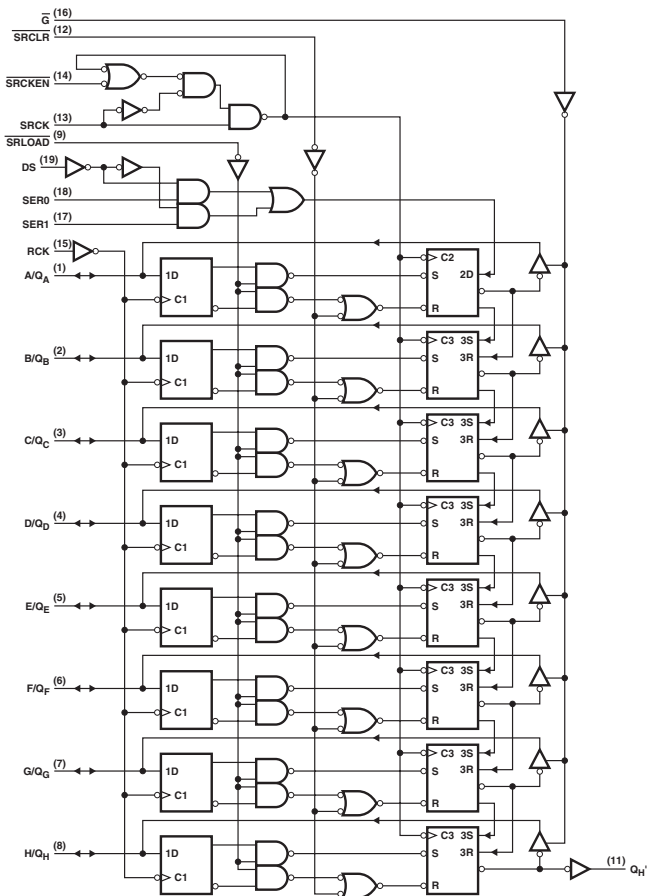 G (16)
SRCLR (12)
SRCKEN (14)
SRCK (13)
SRLOAD (9)
DS (19)
SER0 (18)
SER1 (17)
RCK (15)
A/QA (1) 1D C1 S R C2 2D
B/QB (2) 1D C1 S R C3 3S 3R
C/QC (3) 1D C1 S R C3 3S 3R
D/QD (4) 1D C1 S R C3 3S 3R
E/QE (5) 1D C1 S R C3 3S 3R
F/QF (6) 1D C1 S R C3 3S 3R
G/QG (7) 1D C1 S R C3 3S 3R
H/QH (8) 1D C1 S R C3 3S 3R
(11) QH'